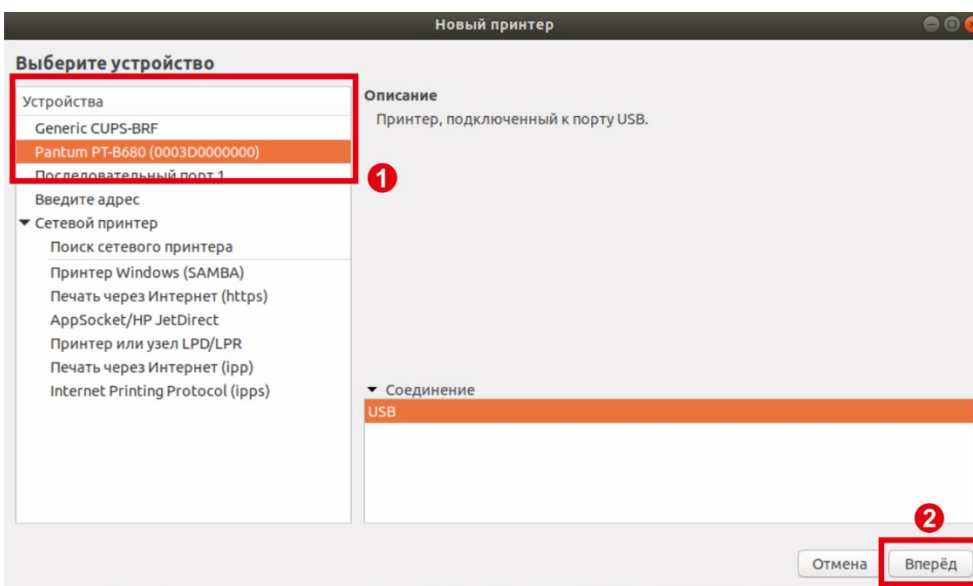 Новый принтер
Выберите устройство
Устройства
Generic CUPS-BRF
Pantum PT-B680 (0003D0000000)
Последовательный порт 1
Введите адрес
Сетевой принтер
Поиск сетевого принтера
Принтер Windows (SAMBA)
Печать через Интернет (https)
AppSocket/HP JetDirect
Принтер или узел LPD/LPR
Печать через Интернет (ipp)
Internet Printing Protocol (ipps)
1
Описание
Принтер, подключенный к порту USB.
Соединение
USB
2
Отмена
Вперёд